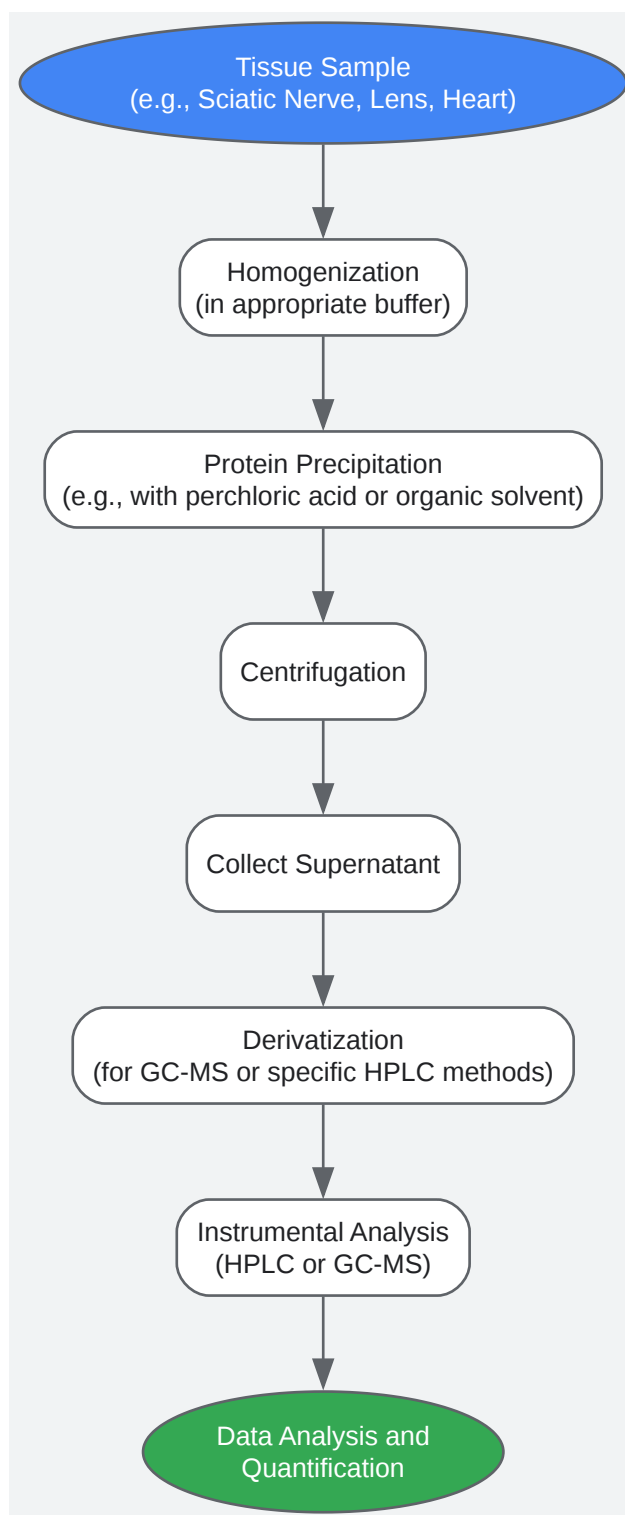 Tissue Sample
(e.g., Sciatic Nerve, Lens, Heart)
Homogenization
(in appropriate buffer)
Protein Precipitation
(e.g., with perchloric acid or organic solvent)
Centrifugation
Collect Supernatant
Derivatization
(for GC-MS or specific HPLC methods)
Instrumental Analysis
(HPLC or GC-MS)
Data Analysis and
Quantification